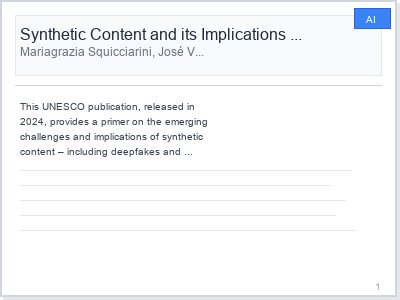 AI
Synthetic Content and its Implications ...
Mariagrazia Squicciarini, José V...
This UNESCO publication, released in
2024, provides a primer on the emerging
challenges and implications of synthetic
content – including deepfakes and ...
1